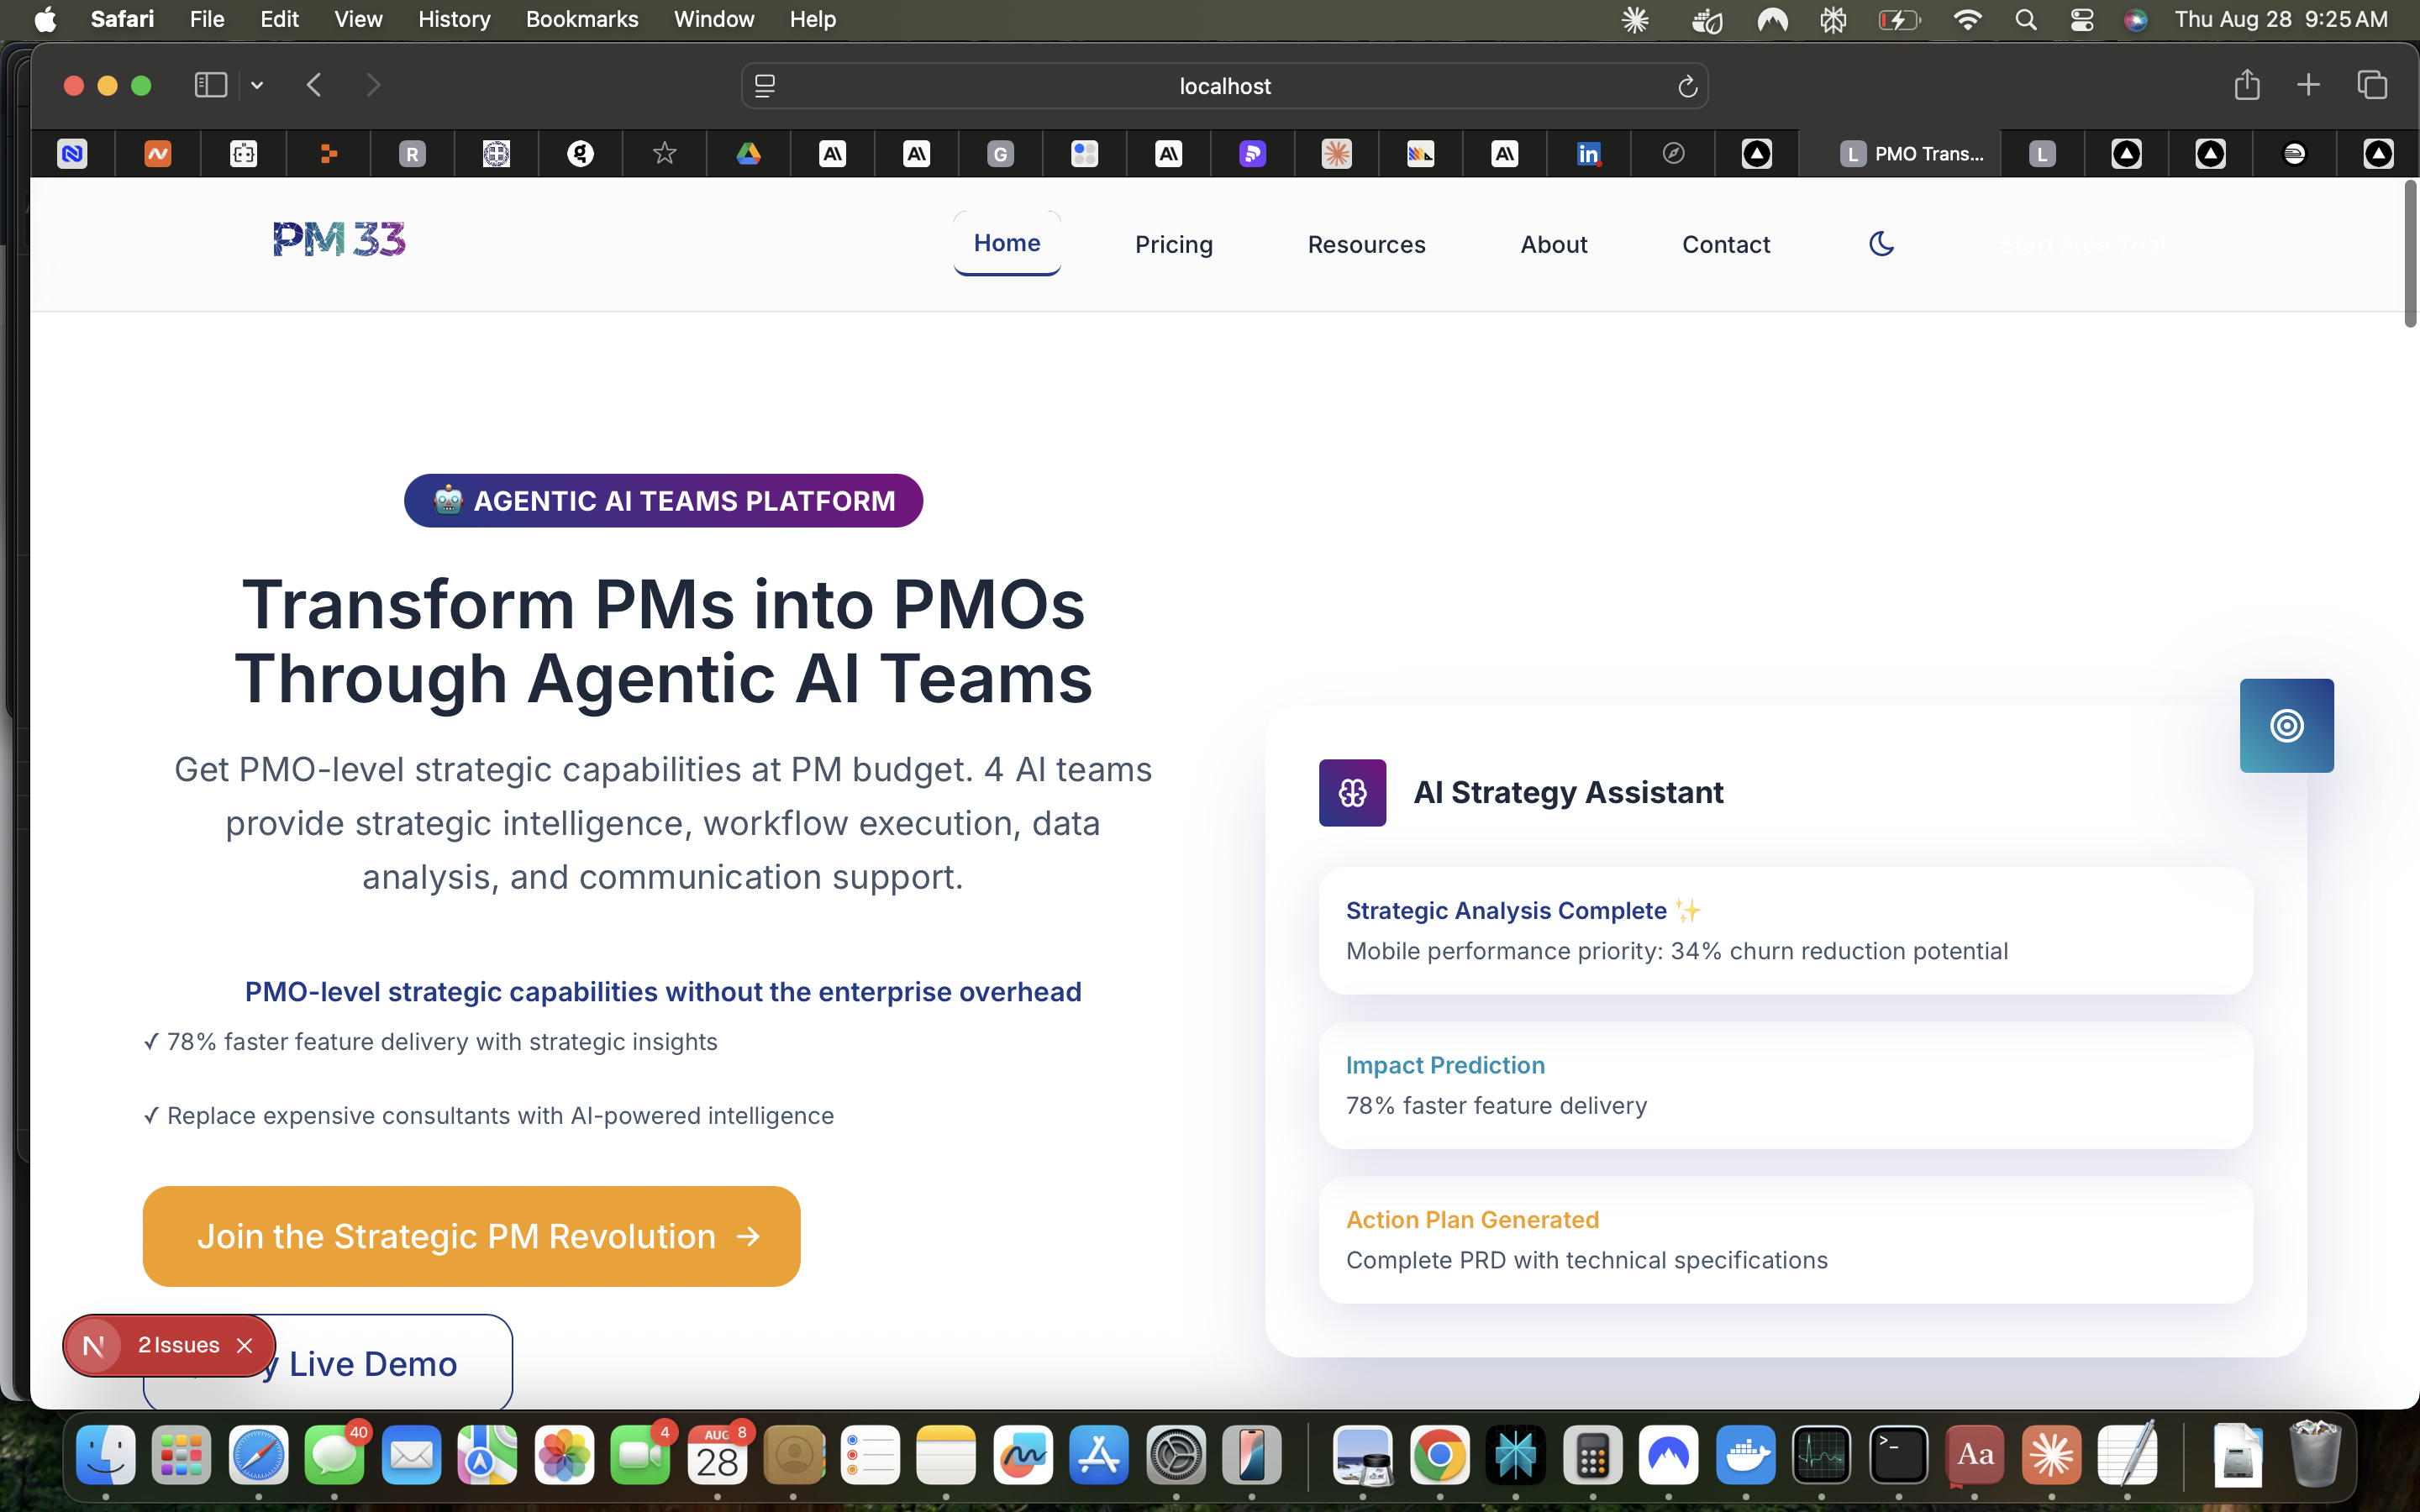 Safari File Edit View History Bookmarks Window Help Thu Aug 28 9:25 AM
localhost
R G in L PMO Trans... L
PM 33 Home Pricing Resources About Contact Start Free Trial
🤖 AGENTIC AI TEAMS PLATFORM
Transform PMs into PMOs
Through Agentic AI Teams
Get PMO-level strategic capabilities at PM budget. 4 AI teams
provide strategic intelligence, workflow execution, data
analysis, and communication support.
PMO-level strategic capabilities without the enterprise overhead
✓ 78% faster feature delivery with strategic insights
✓ Replace expensive consultants with AI-powered intelligence
Join the Strategic PM Revolution →
y Live Demo
N 2 Issues ×
AI Strategy Assistant
Strategic Analysis Complete ✨
Mobile performance priority: 34% churn reduction potential
Impact Prediction
78% faster feature delivery
Action Plan Generated
Complete PRD with technical specifications
40 4 AUG 8
28 >_ Aa